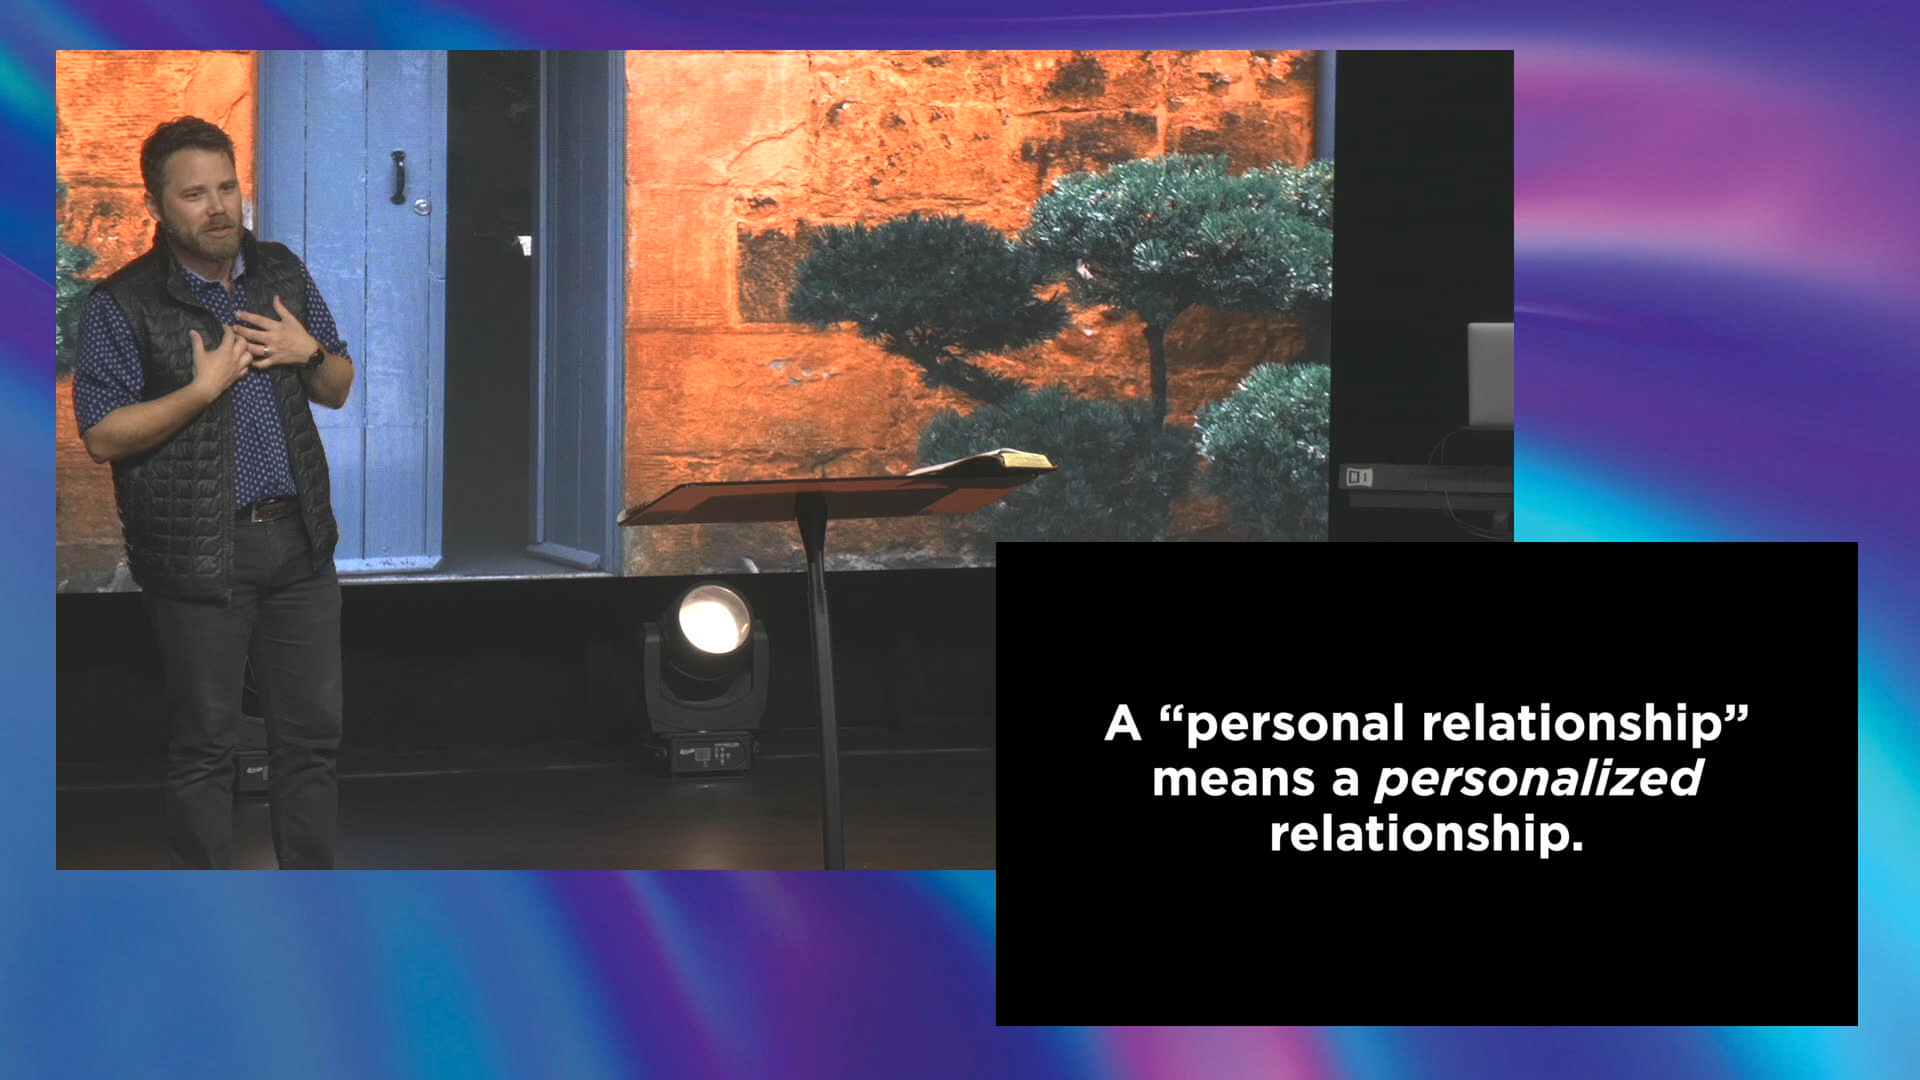 N I
A “personal relationship”
means a personalized
relationship.